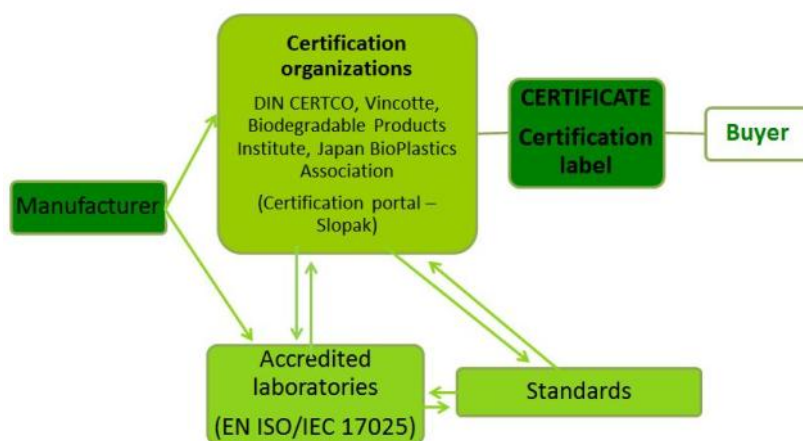 Certification
organizations
DIN CERTCO, Vincotte,
Biodegradable Products
Institute, Japan BioPlastics
Association
(Certification portal –
Slopak)
CERTIFICATE
Certification
label
Buyer
Manufacturer
Accredited
laboratories
(EN ISO/IEC 17025)
Standards